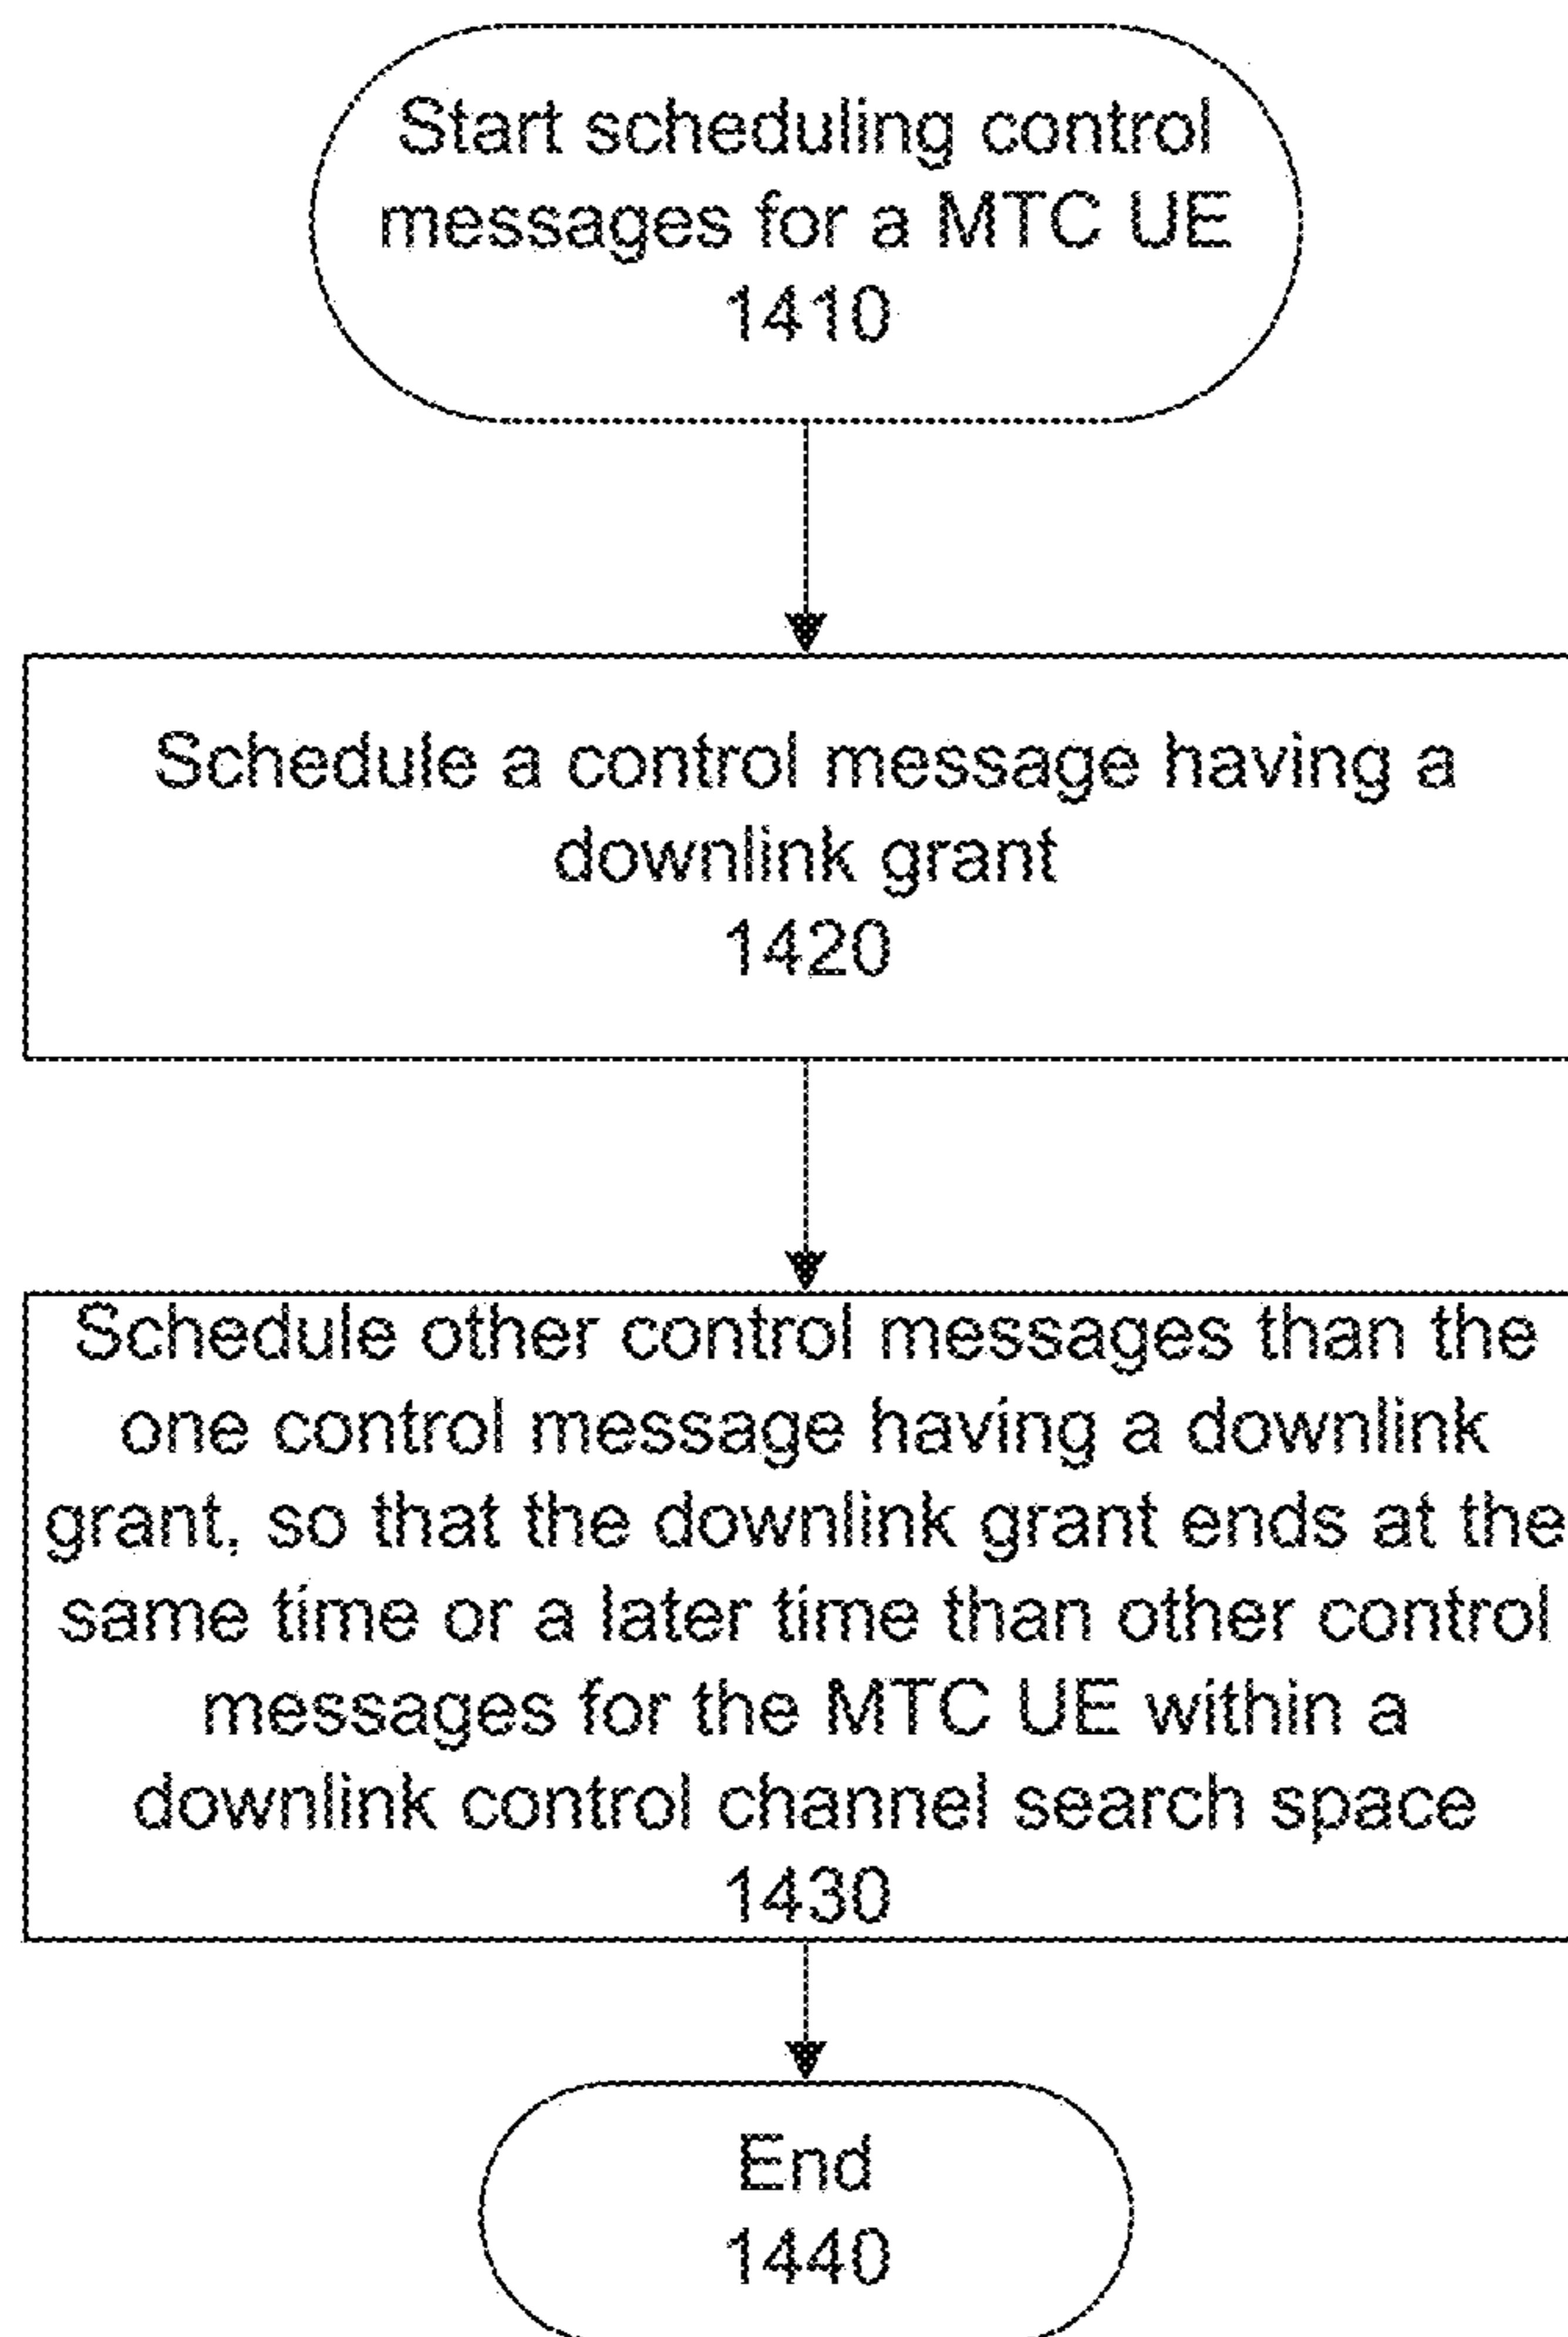 Start scheduling control
messages for a MTC UE
1410
Schedule a control message having a
downlink grant
1420
Schedule other control messages than the
one control message having a downlink
grant, so that the downlink grant ends at the
same time or a later time than other control
messages for the MTC UE within a
downlink control channel search space
1430
End
1440